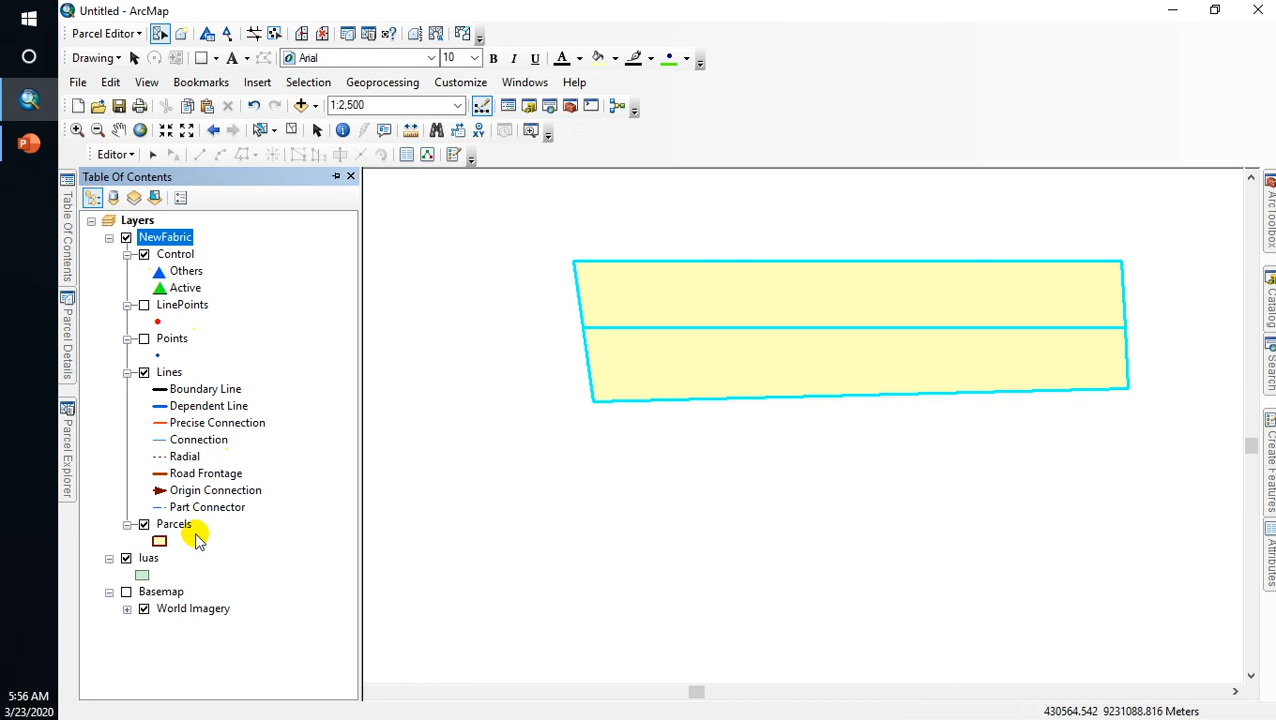 Untitled - ArcMap
Parcel Editor
Drawing
A
Arial
10
B
I
U
A
File Edit View Bookmarks Insert Selection Geoprocessing Customize Windows Help
1:2,500
Editor
Table Of Contents
Layers
NewFabric
Control
Others
Active
LinePoints
Points
Lines
Boundary Line
Dependent Line
Precise Connection
Connection
Radial
Road Frontage
Origin Connection
Part Connector
Parcels
luas
Basemap
World Imagery
Table Of Contents
Parcel Details
Parcel Explorer
ArcToolbox
Catalog
Search
Create Features
Attributes
5:56 AM
3/23/2020
430564.542 9231088.816 Meters